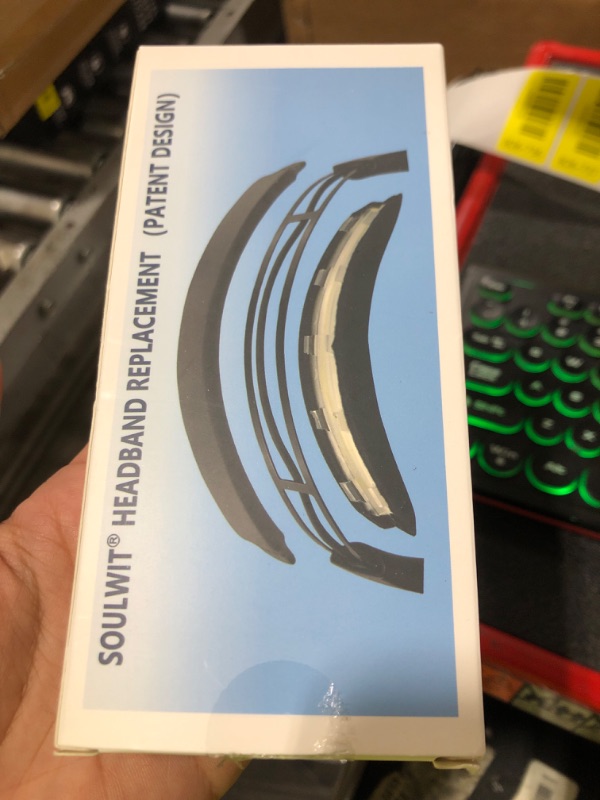 SOULWIT® HEADBAND REPLACEMENT (PATENT DESIGN)